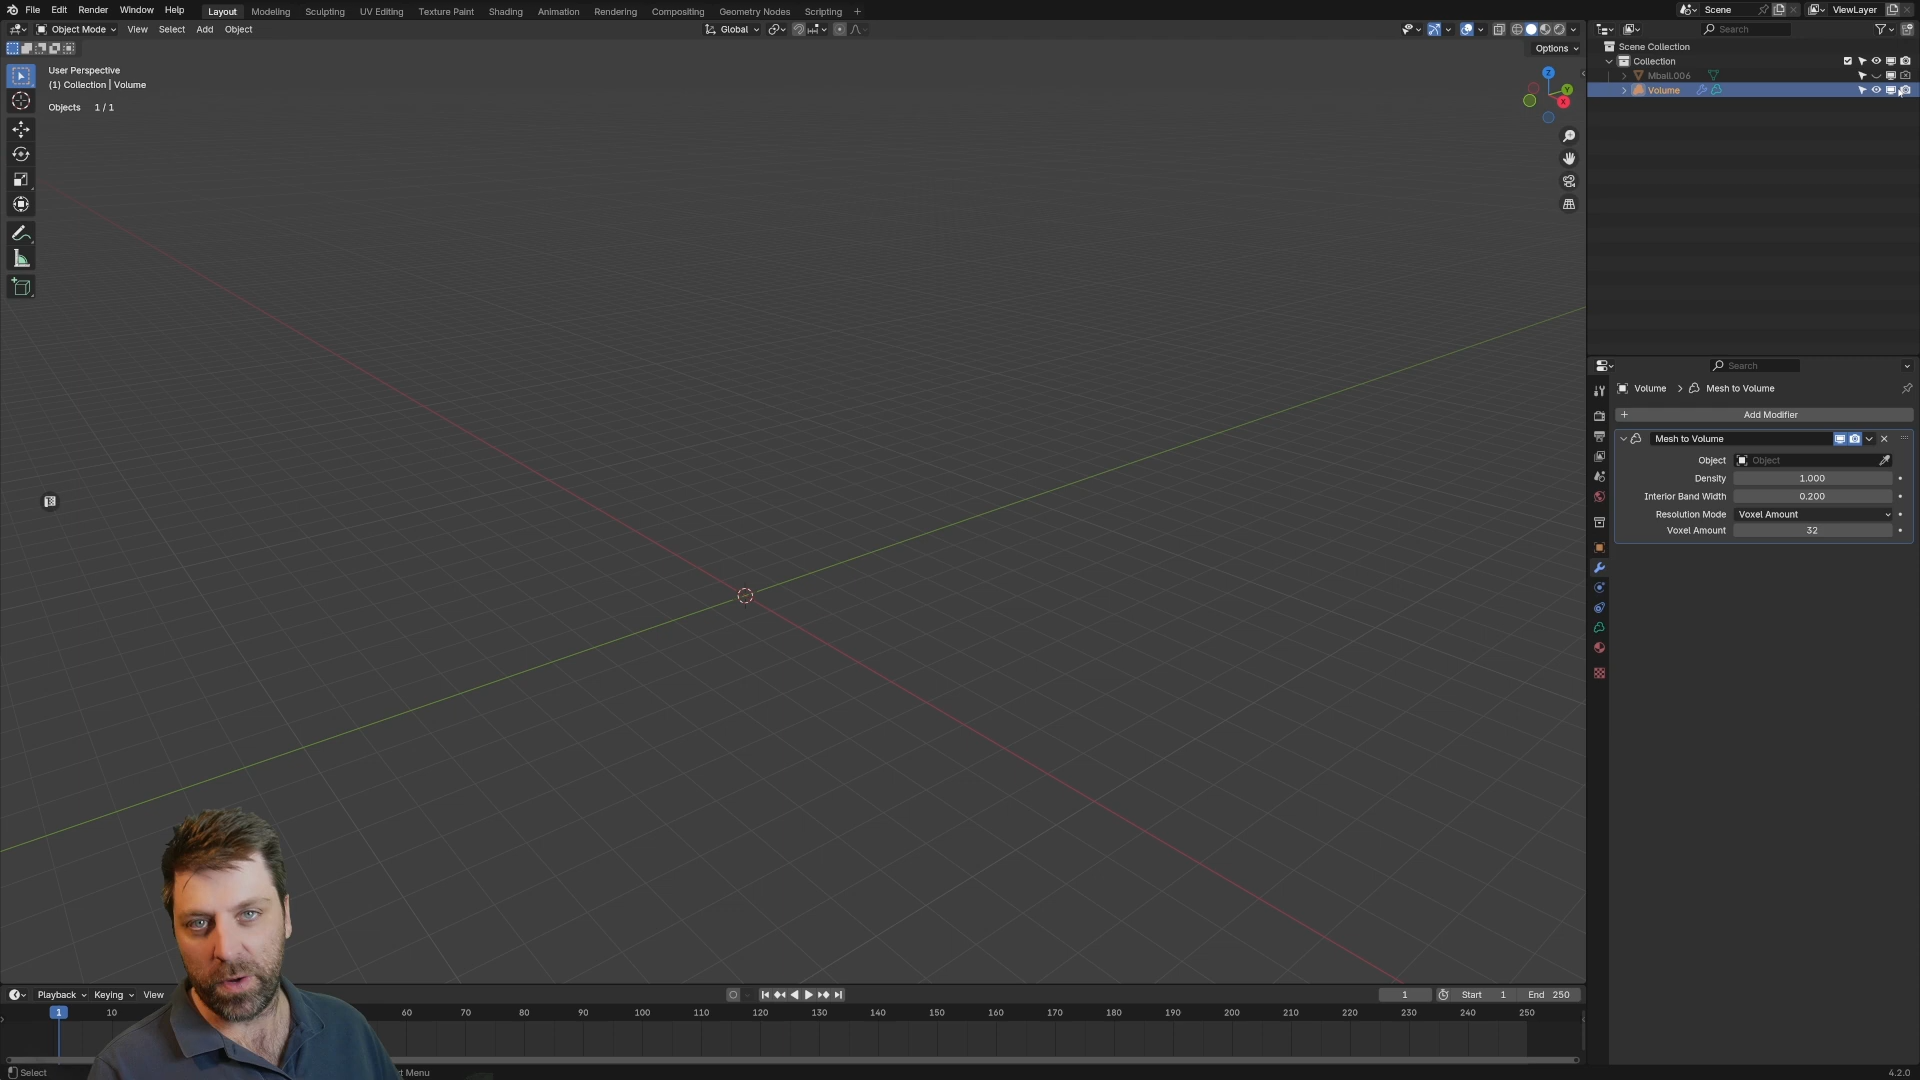 File Edit Render Window Help Layout Modeling Sculpting UV Editing Texture Paint Shading Animation Rendering Compositing Geometry Nodes Scripting + Scene ViewLayer
Object Mode View Select Add Object Global Search
Options
User Perspective
(1) Collection | Volume
Objects 1 / 1
Z
Y
X
Scene Collection
Collection
Mball.006
Volume
Search
Volume > Mesh to Volume
+ Add Modifier
Mesh to Volume
Object Object
Density 1.000
Interior Band Width 0.200
Resolution Mode Voxel Amount
Voxel Amount 32
Playback Keying View 1 Start 1 End 250
1 10 60 70 80 90 100 110 120 130 140 150 160 170 180 190 200 210 220 230 240 250
Select t Menu 4.2.0